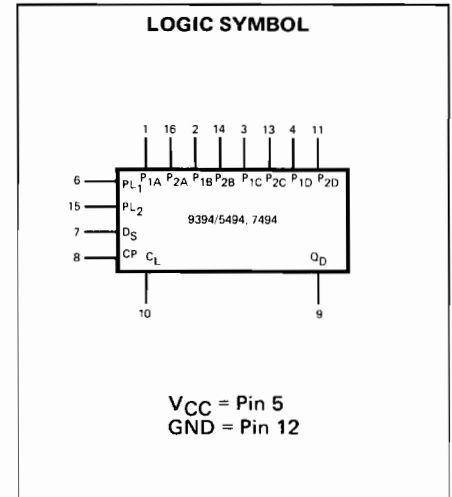 LOGIC SYMBOL
1 16 2 14 3 13 4 11
6 PL1 P1A P2A P1B P2B P1C P2C P1D P2D
15 PL2
9394/5494, 7494
7 DS
8 CP CL QD
10 9
VCC = Pin 5
GND = Pin 12